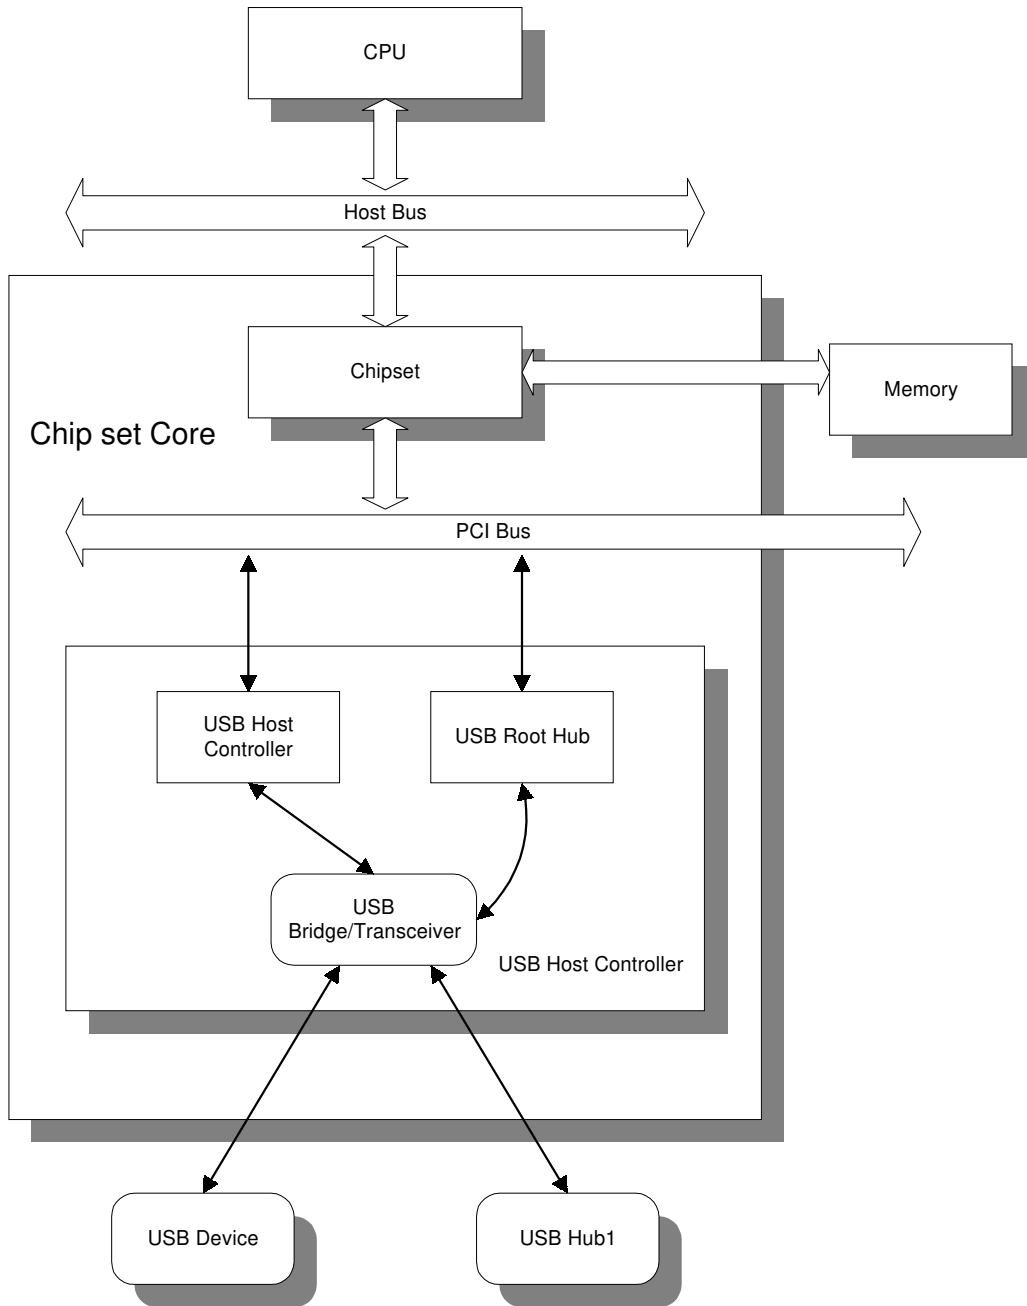 CPU
Host Bus
Chipset
Memory
Chip set Core
PCI Bus
USB Host
Controller
USB Root Hub
USB
Bridge/Transceiver
USB Host Controller
USB Device
USB Hub1